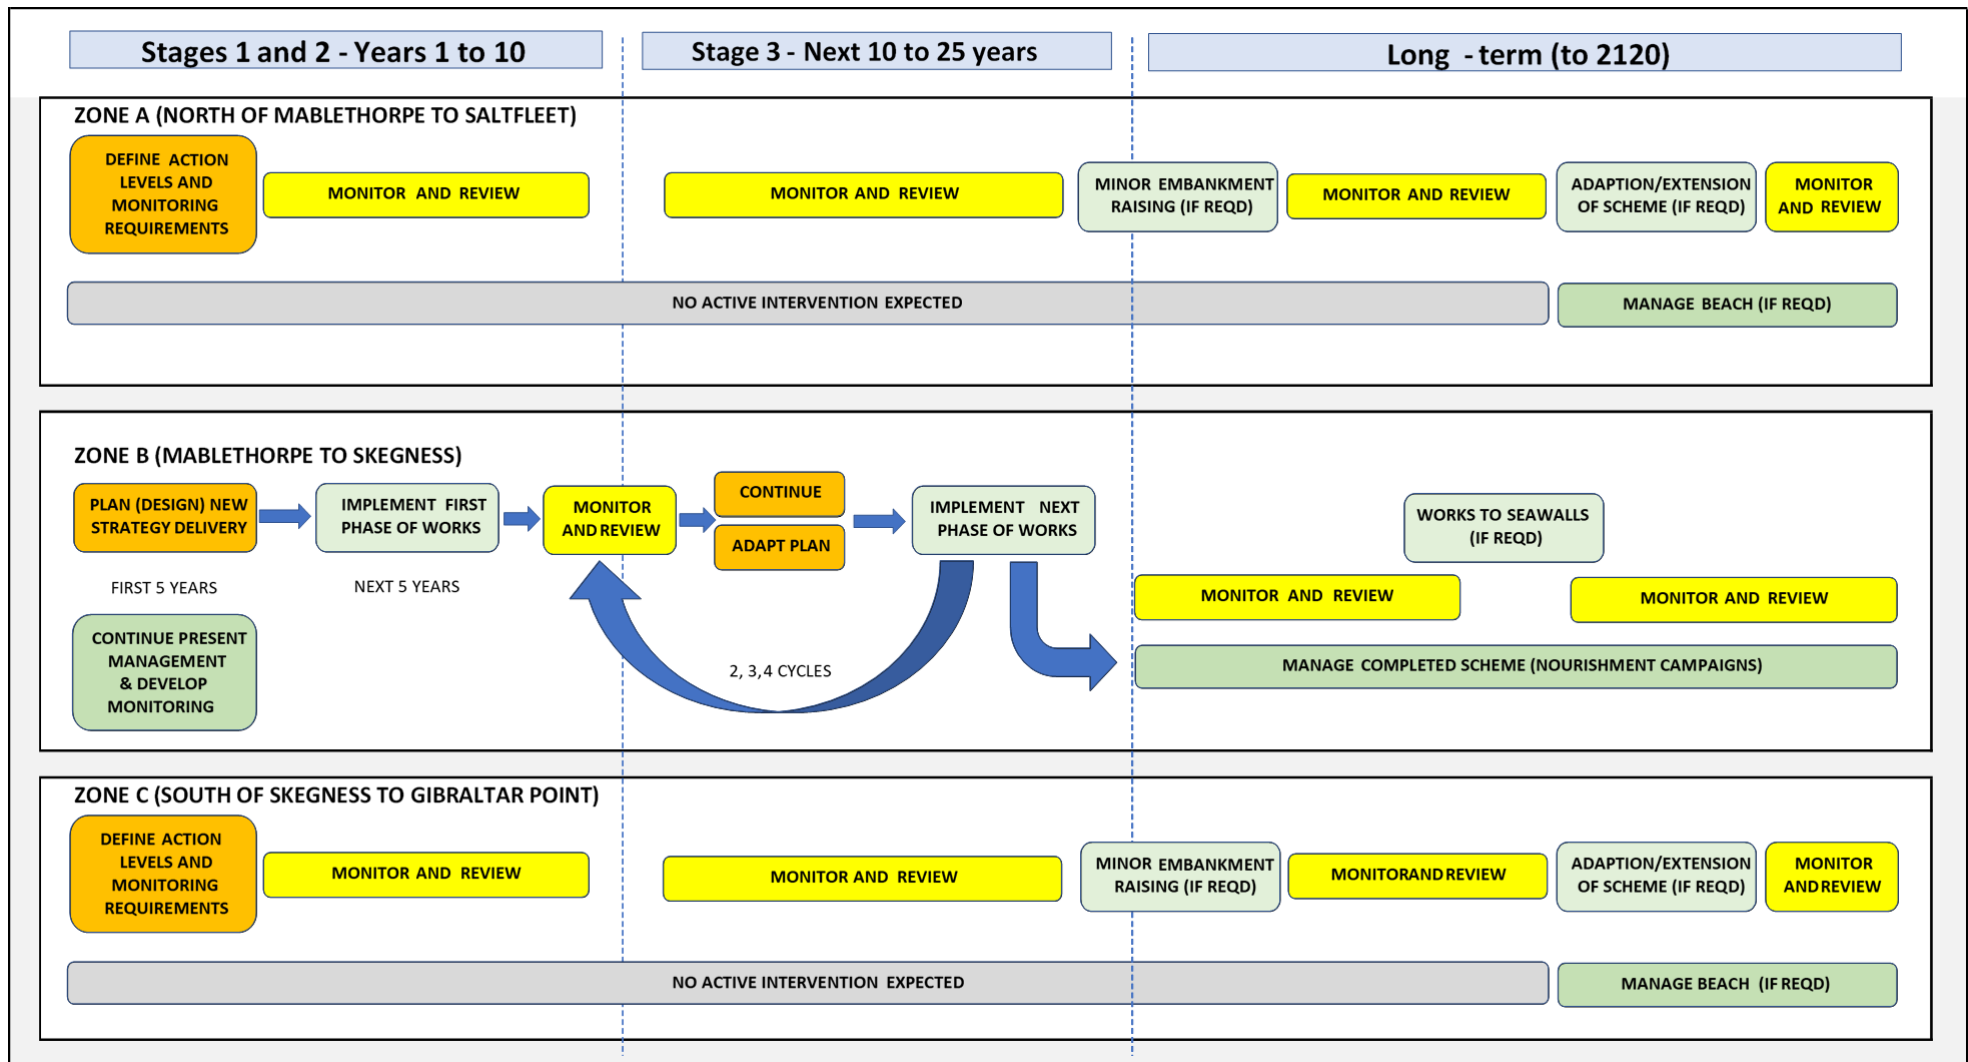 Stages 1 and 2 - Years 1 to 10
Stage 3 - Next 10 to 25 years
Long - term (to 2120)
ZONE A (NORTH OF MABLETHORPE TO SALTFLEET)
DEFINE ACTION
LEVELS AND
MONITORING
REQUIREMENTS
MONITOR AND REVIEW
MONITOR AND REVIEW
MINOR EMBANKMENT
RAISING (IF REQD)
MONITOR AND REVIEW
ADAPTION/EXTENSION
OF SCHEME (IF REQD)
MONITOR
AND REVIEW
NO ACTIVE INTERVENTION EXPECTED
MANAGE BEACH (IF REQD)
ZONE B (MABLETHORPE TO SKEGNESS)
PLAN (DESIGN) NEW
STRATEGY DELIVERY
IMPLEMENT FIRST
PHASE OF WORKS
MONITOR
AND REVIEW
CONTINUE
ADAPT PLAN
IMPLEMENT NEXT
PHASE OF WORKS
WORKS TO SEAWALLS
(IF REQD)
FIRST 5 YEARS
NEXT 5 YEARS
MONITOR AND REVIEW
MONITOR AND REVIEW
CONTINUE PRESENT
MANAGEMENT
& DEVELOP
MONITORING
2, 3,4 CYCLES
MANAGE COMPLETED SCHEME (NOURISHMENT CAMPAIGNS)
ZONE C (SOUTH OF SKEGNESS TO GIBRALTAR POINT)
DEFINE ACTION
LEVELS AND
MONITORING
REQUIREMENTS
MONITOR AND REVIEW
MONITOR AND REVIEW
MINOR EMBANKMENT
RAISING (IF REQD)
MONITORANDREVIEW
ADAPTION/EXTENSION
OF SCHEME (IF REQD)
MONITOR
ANDREVIEW
NO ACTIVE INTERVENTION EXPECTED
MANAGE BEACH (IF REQD)